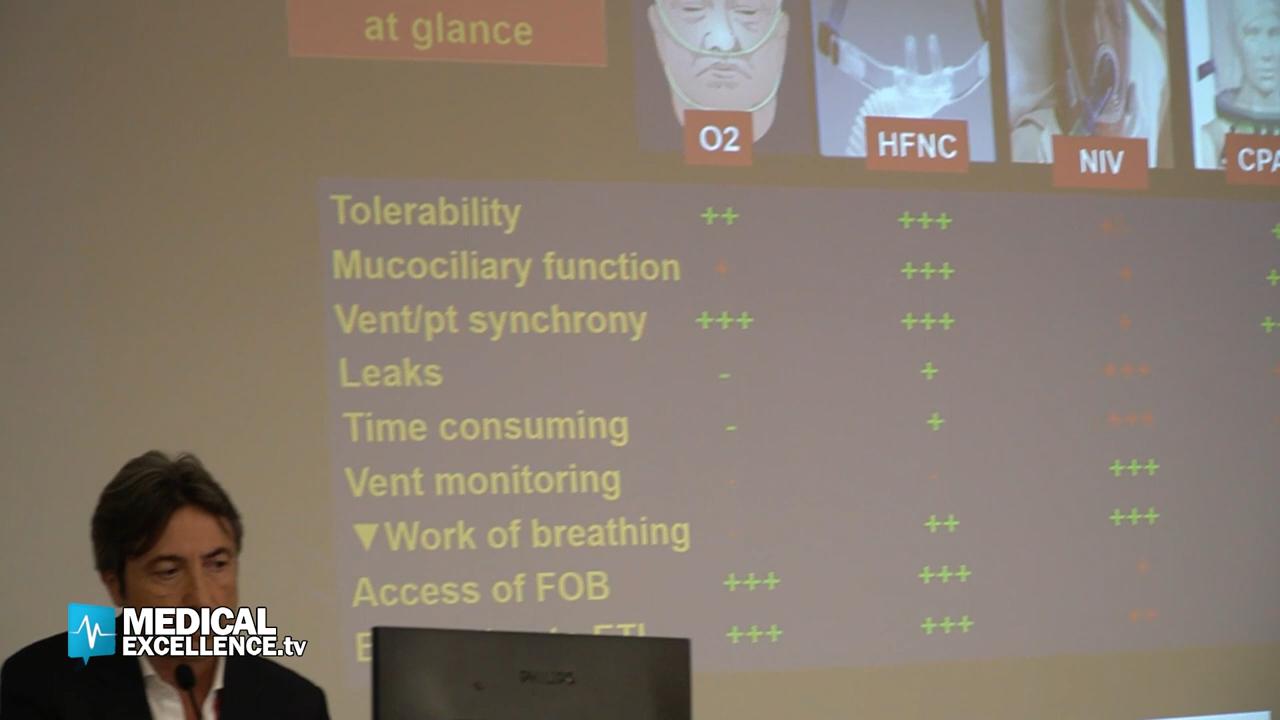 at glance
O2 HFNC NIV CPA
Tolerability ++ +++
Mucociliary function + +++ + +
Vent/pt synchrony +++ +++ + +
Leaks - + +++
Time consuming - + +++
Vent monitoring - - +++
▼Work of breathing - ++ +++
Access of FOB +++ +++ +
+++ +++ ++
MEDICAL
EXCELLENCE.tv
PHILIPS